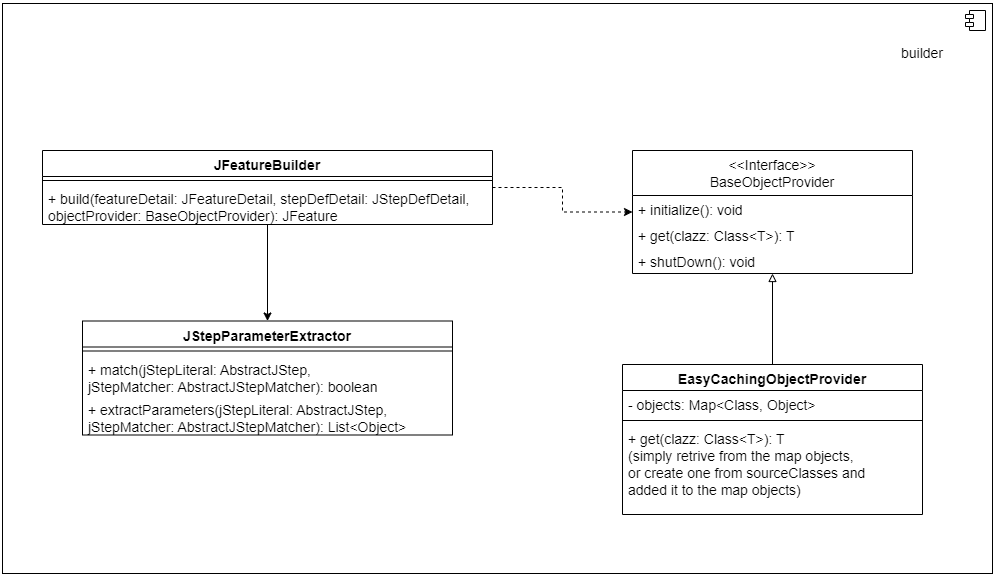 builder
JFeatureBuilder
+ build(featureDetail: JFeatureDetail, stepDefDetail: JStepDefDetail,
objectProvider: BaseObjectProvider): JFeature
<<Interface>>
BaseObjectProvider
+ initialize(): void
+ get(clazz: Class<T>): T
+ shutDown(): void
JStepParameterExtractor
+ match(jStepLiteral: AbstractJStep,
jStepMatcher: AbstractJStepMatcher): boolean
+ extractParameters(jStepLiteral: AbstractJStep,
jStepMatcher: AbstractJStepMatcher): List<Object>
EasyCachingObjectProvider
- objects: Map<Class, Object>
+ get(clazz: Class<T>): T
(simply retrive from the map objects,
or create one from sourceClasses and
added it to the map objects)